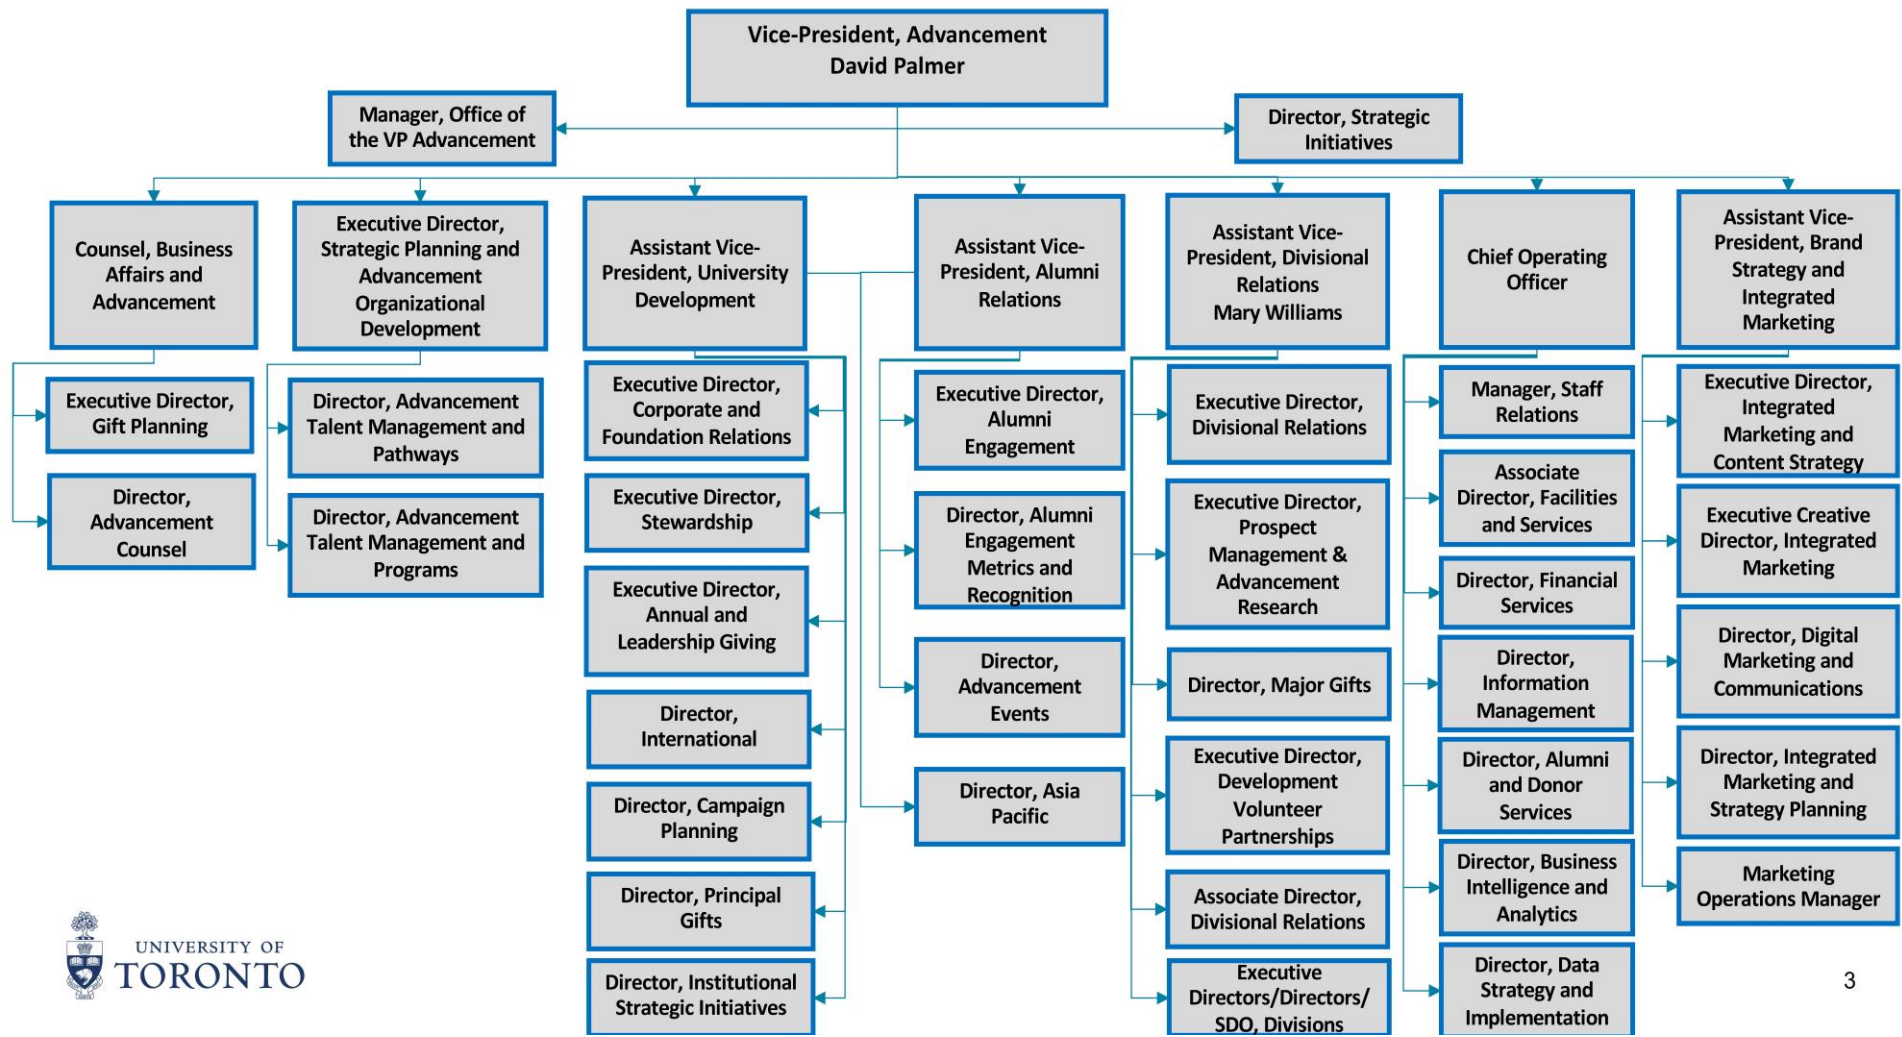 Vice-President, Advancement
David Palmer
Manager, Office of
the VP Advancement
Director, Strategic
Initiatives
Counsel, Business
Affairs and
Advancement
Executive Director,
Strategic Planning and
Advancement
Organizational
Development
Assistant Vice-
President, University
Development
Assistant Vice-
President, Alumni
Relations
Assistant Vice-
President, Divisional
Relations
Mary Williams
Chief Operating
Officer
Assistant Vice-
President, Brand
Strategy and
Integrated
Marketing
Executive Director,
Gift Planning
Director,
Advancement
Counsel
Director, Advancement
Talent Management and
Pathways
Director, Advancement
Talent Management and
Programs
Executive Director,
Corporate and
Foundation Relations
Executive Director,
Stewardship
Executive Director,
Annual and
Leadership Giving
Director,
International
Director, Campaign
Planning
Director, Principal
Gifts
Director, Institutional
Strategic Initiatives
Executive Director,
Alumni
Engagement
Director, Alumni
Engagement
Metrics and
Recognition
Director,
Advancement
Events
Director, Asia
Pacific
Executive Director,
Divisional Relations
Executive Director,
Prospect
Management &
Advancement
Research
Director, Major Gifts
Executive Director,
Development
Volunteer
Partnerships
Associate Director,
Divisional Relations
Executive
Directors/Directors/
SDO, Divisions
Manager, Staff
Relations
Associate
Director, Facilities
and Services
Director, Financial
Services
Director,
Information
Management
Director, Alumni
and Donor
Services
Director, Business
Intelligence and
Analytics
Director, Data
Strategy and
Implementation
Executive Director,
Integrated
Marketing and
Content Strategy
Executive Creative
Director, Integrated
Marketing
Director, Digital
Marketing and
Communications
Director, Integrated
Marketing and
Strategy Planning
Marketing
Operations Manager
UNIVERSITY OF
TORONTO
3